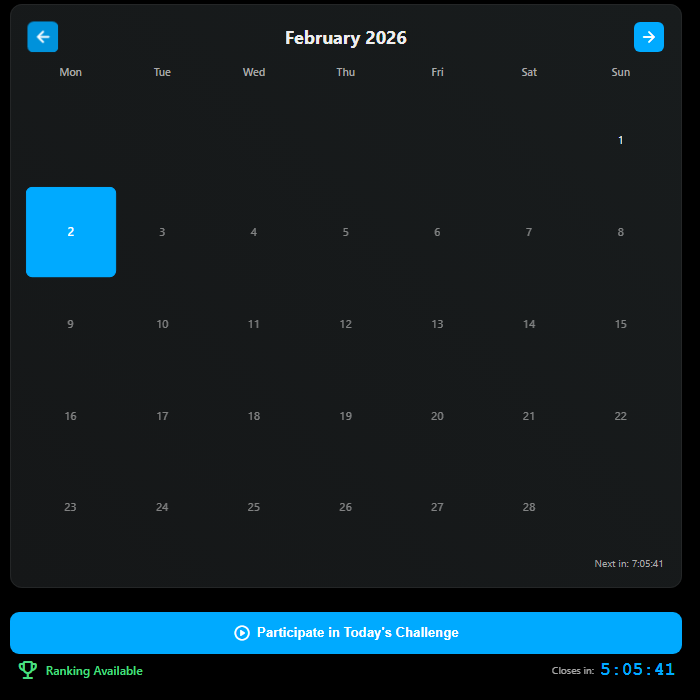 February 2026
Mon Tue Wed Thu Fri Sat Sun
1
2 3 4 5 6 7 8
9 10 11 12 13 14 15
16 17 18 19 20 21 22
23 24 25 26 27 28
Next in: 7:05:41
Participate in Today's Challenge
Ranking Available Closes in: 5:05:41